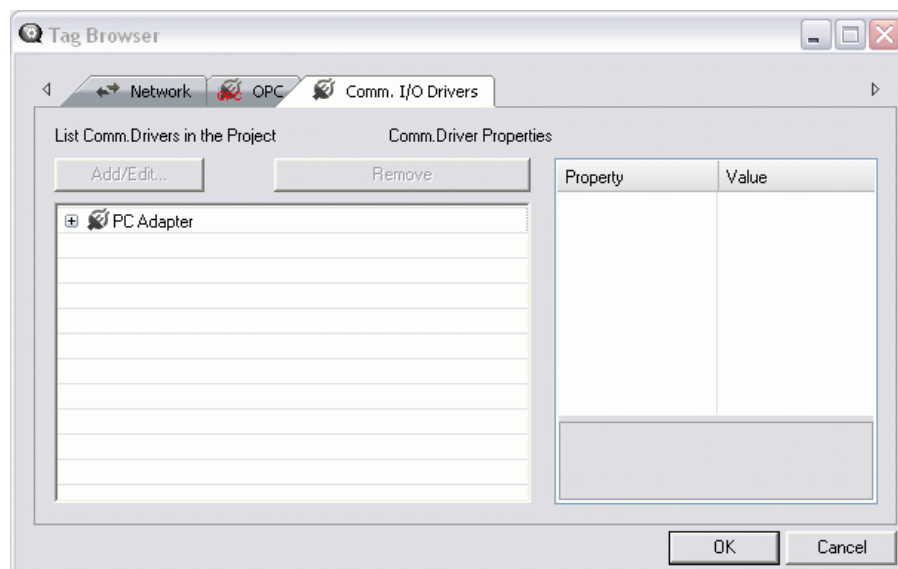 Tag Browser
Network OPC Comm. I/O Drivers
List Comm.Drivers in the Project Comm.Driver Properties
Add/Edit... Remove Property Value
PC Adapter
OK Cancel